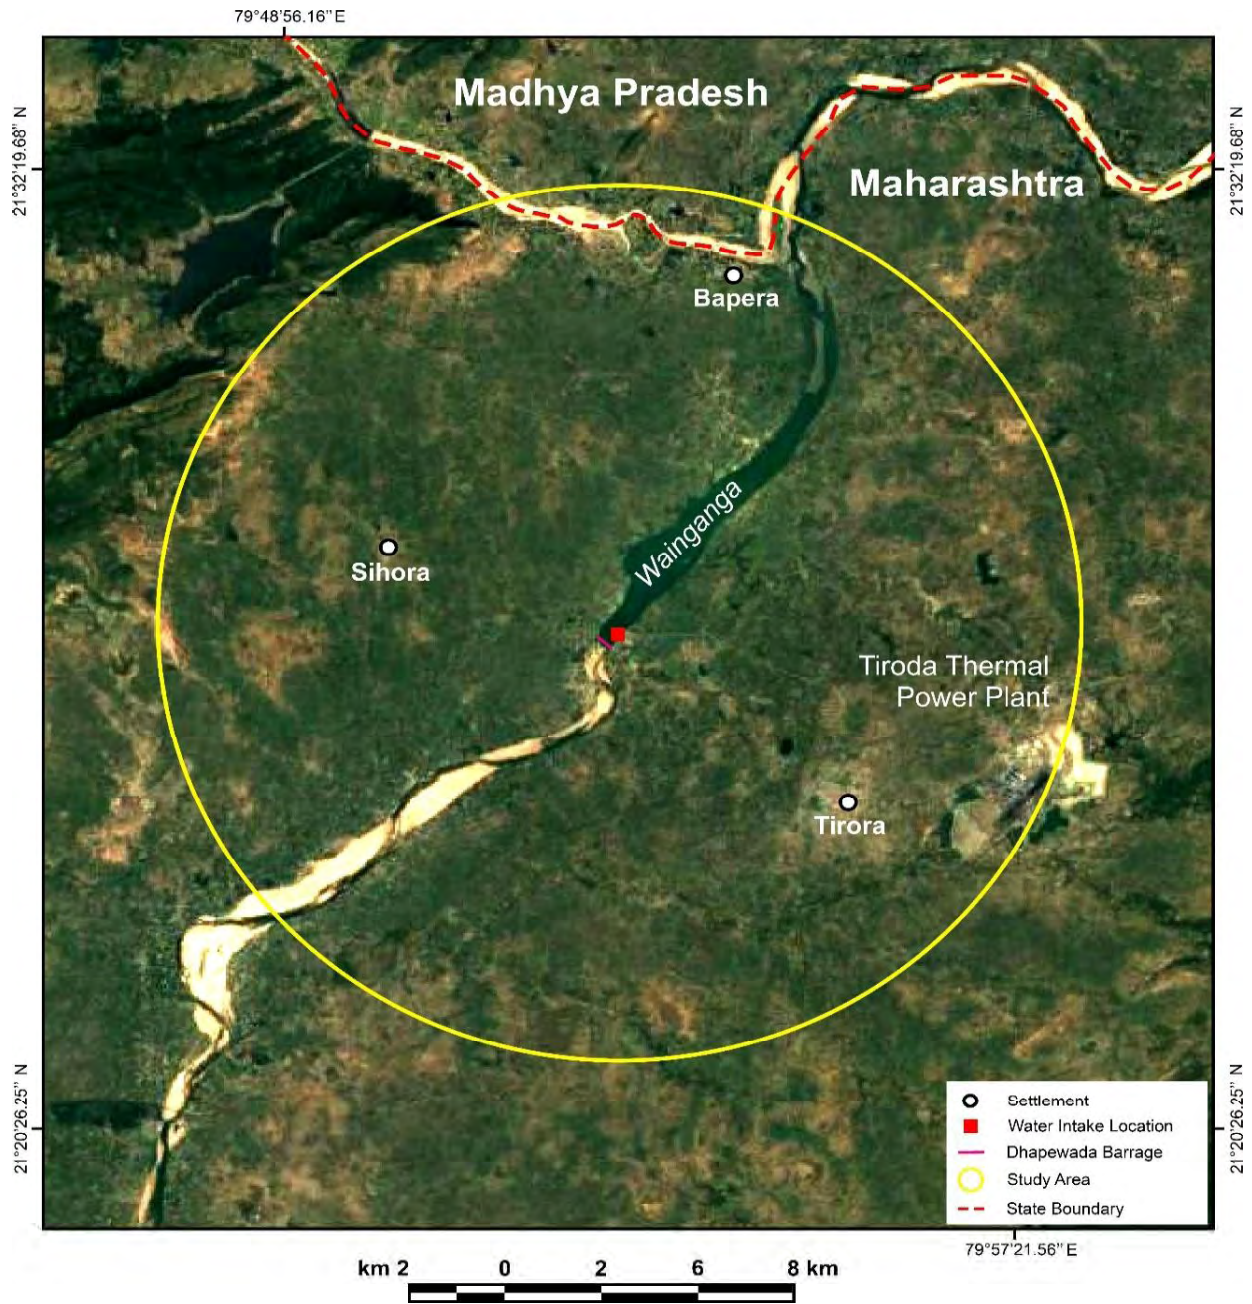 79°48'56.16" E
Madhya Pradesh
21°32'19.68" N
21°32'19.68" N
Maharashtra
Bapera
Wainganga
Sihora
Tiroda Thermal
Power Plant
Tirora
21°20'26.25" N
21°20'26.25" N
Settlement
Water Intake Location
Dhapewada Barrage
Study Area
State Boundary
79°57'21.56" E
km 2 0 2 6 8 km